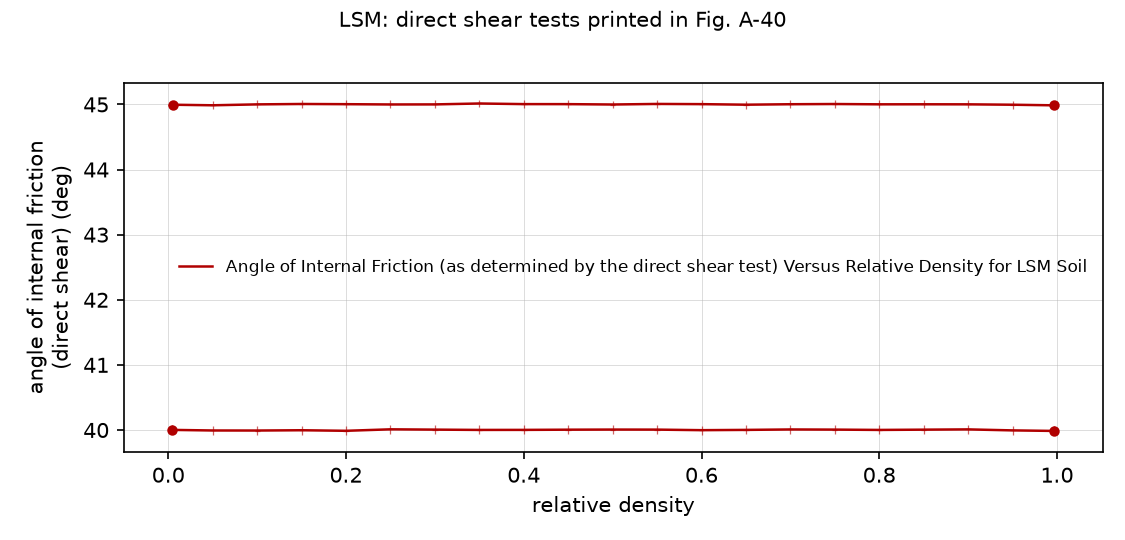 LSM: direct shear tests printed in Fig. A-40
angle of internal friction
(direct shear) (deg)
45
44
43
42
41
40
Angle of Internal Friction (as determined by the direct shear test) Versus Relative Density for LSM Soil
0.0 0.2 0.4 0.6 0.8 1.0
relative density